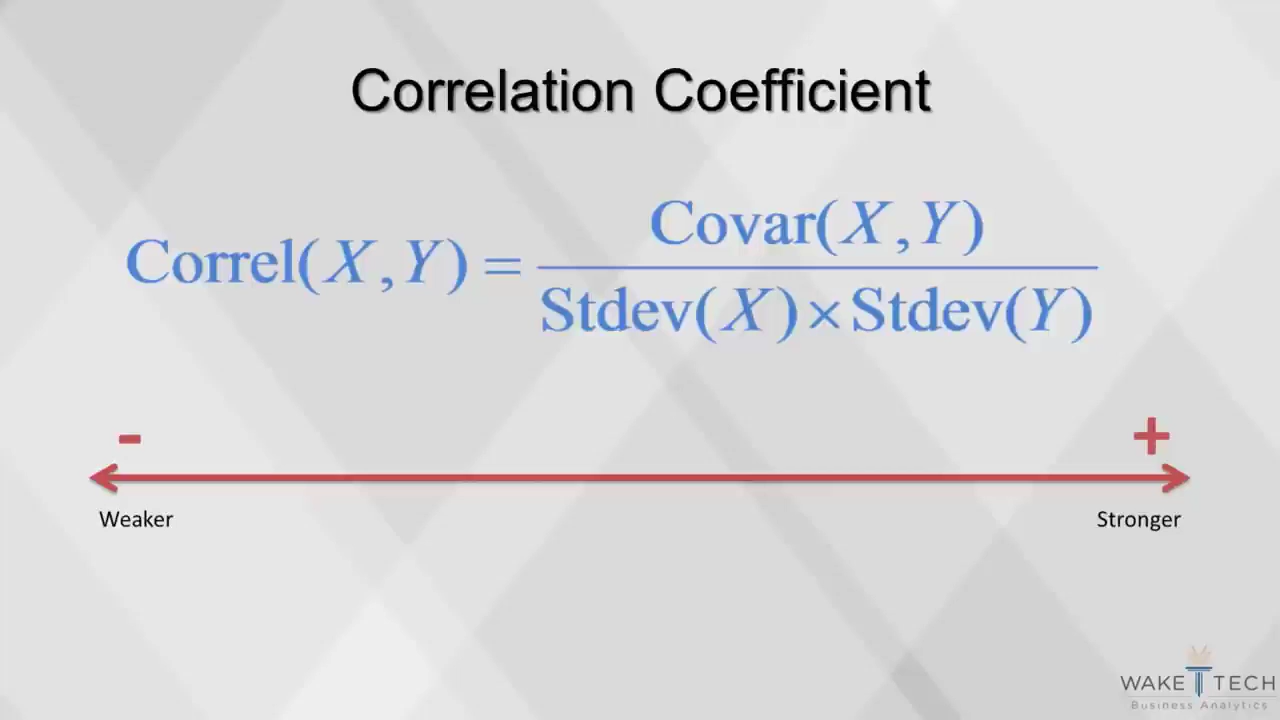 Correlation Coefficient
Correl(X,Y) = Covar(X,Y) / Stdev(X)×Stdev(Y)
- +
Weaker Stronger
WAKE TECH
Business Analytics